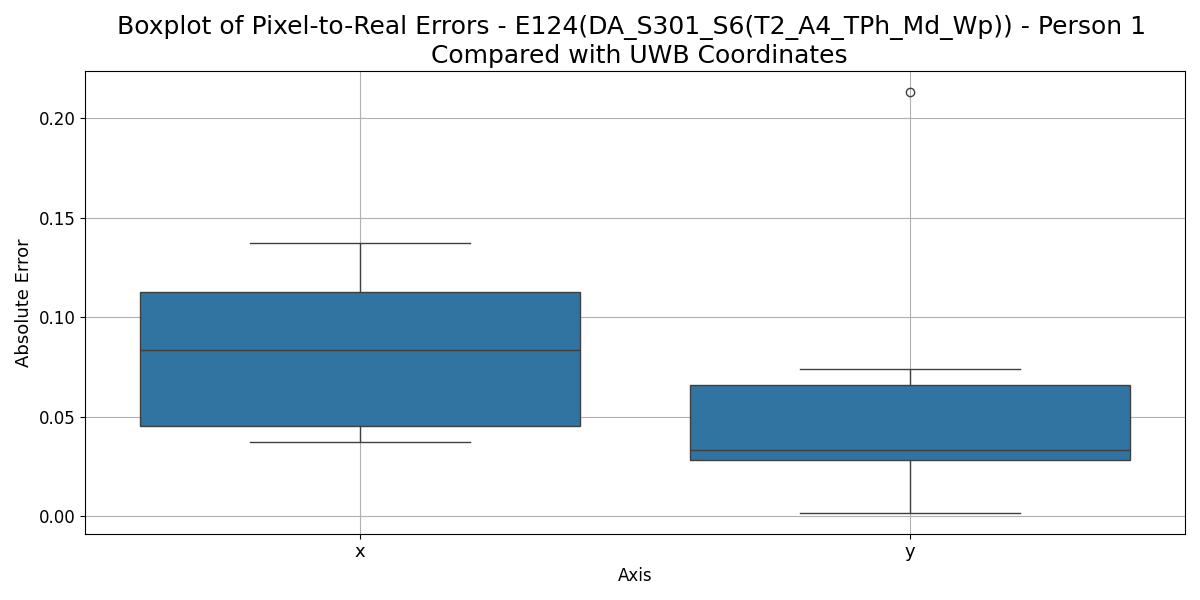 Boxplot of Pixel-to-Real Errors - E124(DA_S301_S6(T2_A4_TPh_Md_Wp)) - Person 1
Compared with UWB Coordinates
Absolute Error
0.20
0.15
0.10
0.05
0.00
x
y
Axis